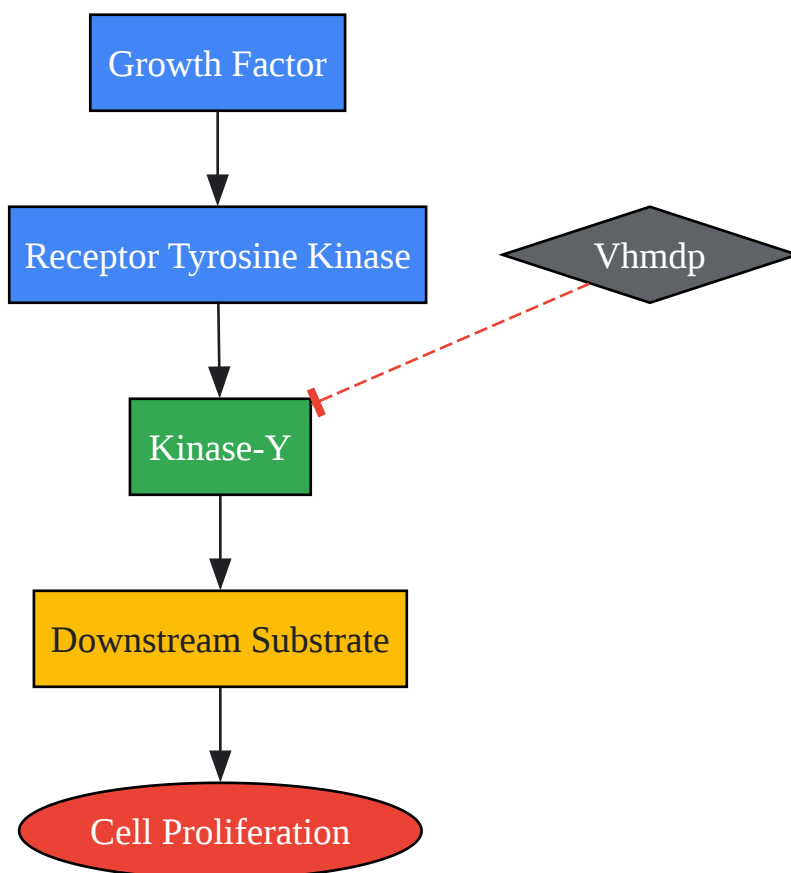 Growth Factor
Receptor Tyrosine Kinase
Vhmdp
Kinase-Y
Downstream Substrate
Cell Proliferation